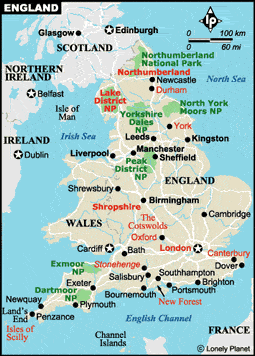 ENGLAND
Glasgow
Edinburgh
lp
0 100 km
0 60 mi
SCOTLAND
Northumberland
National Park
Northumberland
North Sea
NORTHERN
IRELAND
Newcastle
Durham
Belfast
Lake
District
NP
Isle of
Man
North York
Moors NP
Yorkshire
Dales
NP
York
IRELAND
Irish Sea
Leeds
Kingston
Dublin
Liverpool
Manchester
Sheffield
Peak
District
NP
ENGLAND
Shrewsbury
Birmingham
Shropshire
WALES
The
Cotswolds
Cambridge
Oxford
London
Cardiff
Bath
Canterbury
Stonehenge
Dover
Exmoor
NP
Salisbury
Southampton
Dartmoor
NP
Exeter
Brighton
Portsmouth
Bournemouth
New Forest
Newquay
Plymouth
Land's
End
Penzance
Isles of
Scilly
English Channel
Channel
Islands
FRANCE
© Lonely Planet